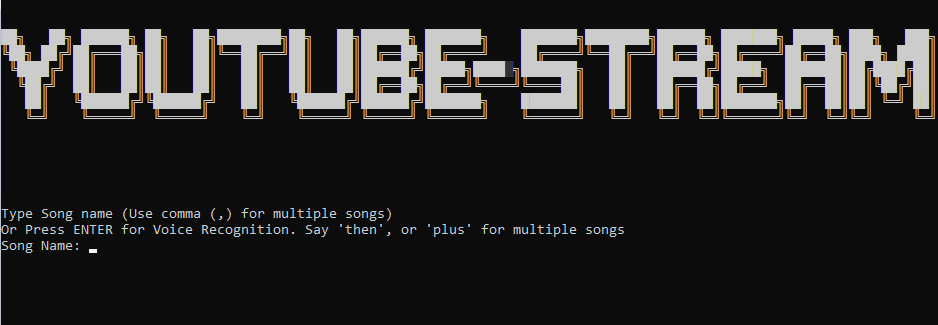 YOUTUBE-STREAM
Type Song name (Use comma (,) for multiple songs)
Or Press ENTER for Voice Recognition. Say 'then', or 'plus' for multiple songs
Song Name: